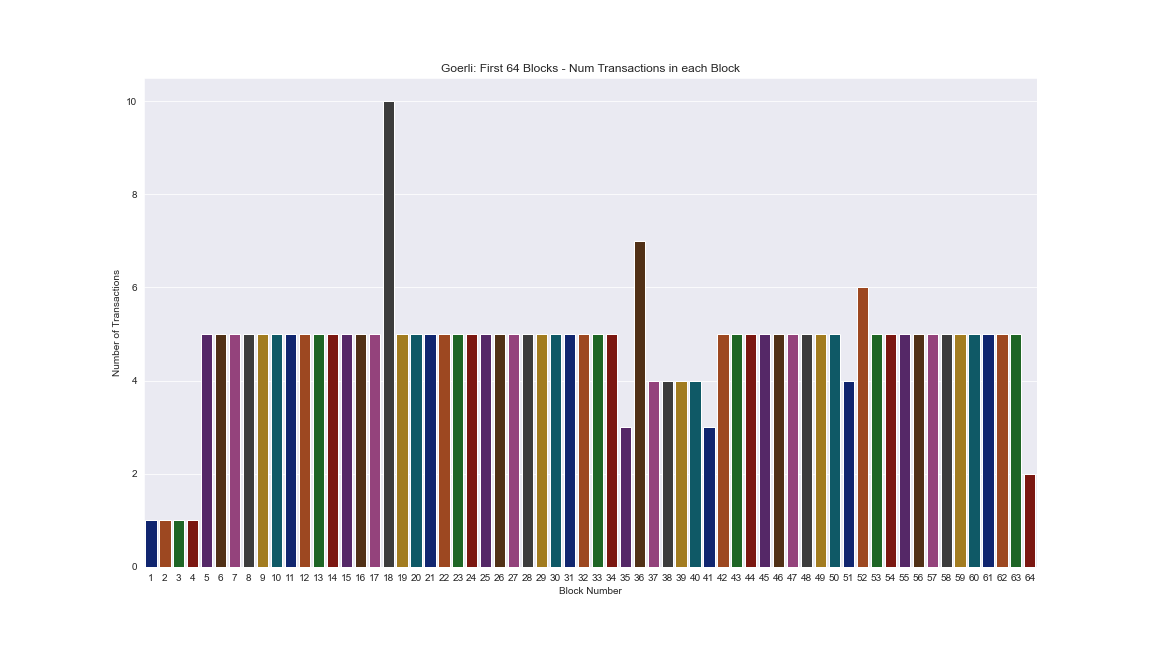 Goerli: First 64 Blocks - Num Transactions in each Block
Number of Transactions
10
8
6
4
2
0
1 2 3 4 5 6 7 8 9 10 11 12 13 14 15 16 17 18 19 20 21 22 23 24 25 26 27 28 29 30 31 32 33 34 35 36 37 38 39 40 41 42 43 44 45 46 47 48 49 50 51 52 53 54 55 56 57 58 59 60 61 62 63 64
Block Number